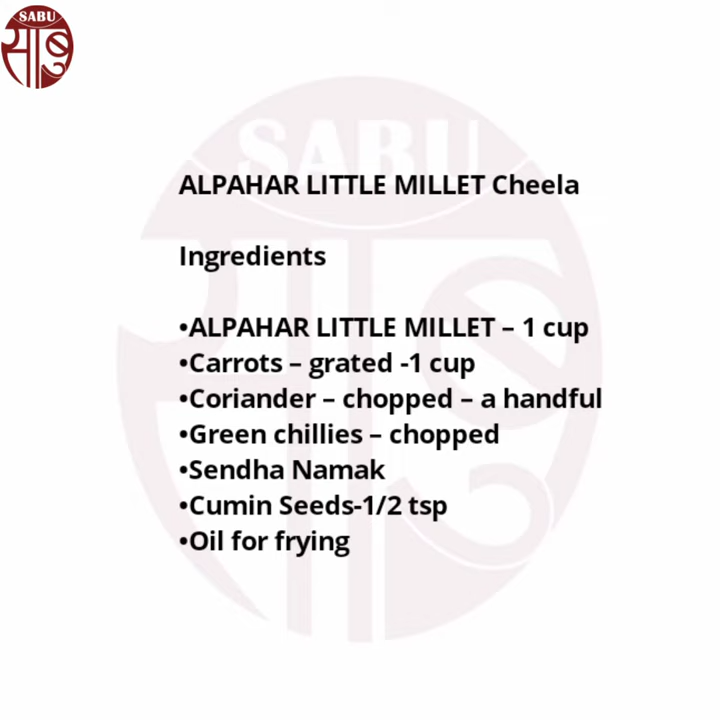 SABU
साबु
SABU
ALPAHAR LITTLE MILLET Cheela
Ingredients
•ALPAHAR LITTLE MILLET – 1 cup
•Carrots – grated -1 cup
•Coriander – chopped – a handful
•Green chillies – chopped
•Sendha Namak
•Cumin Seeds-1/2 tsp
•Oil for frying